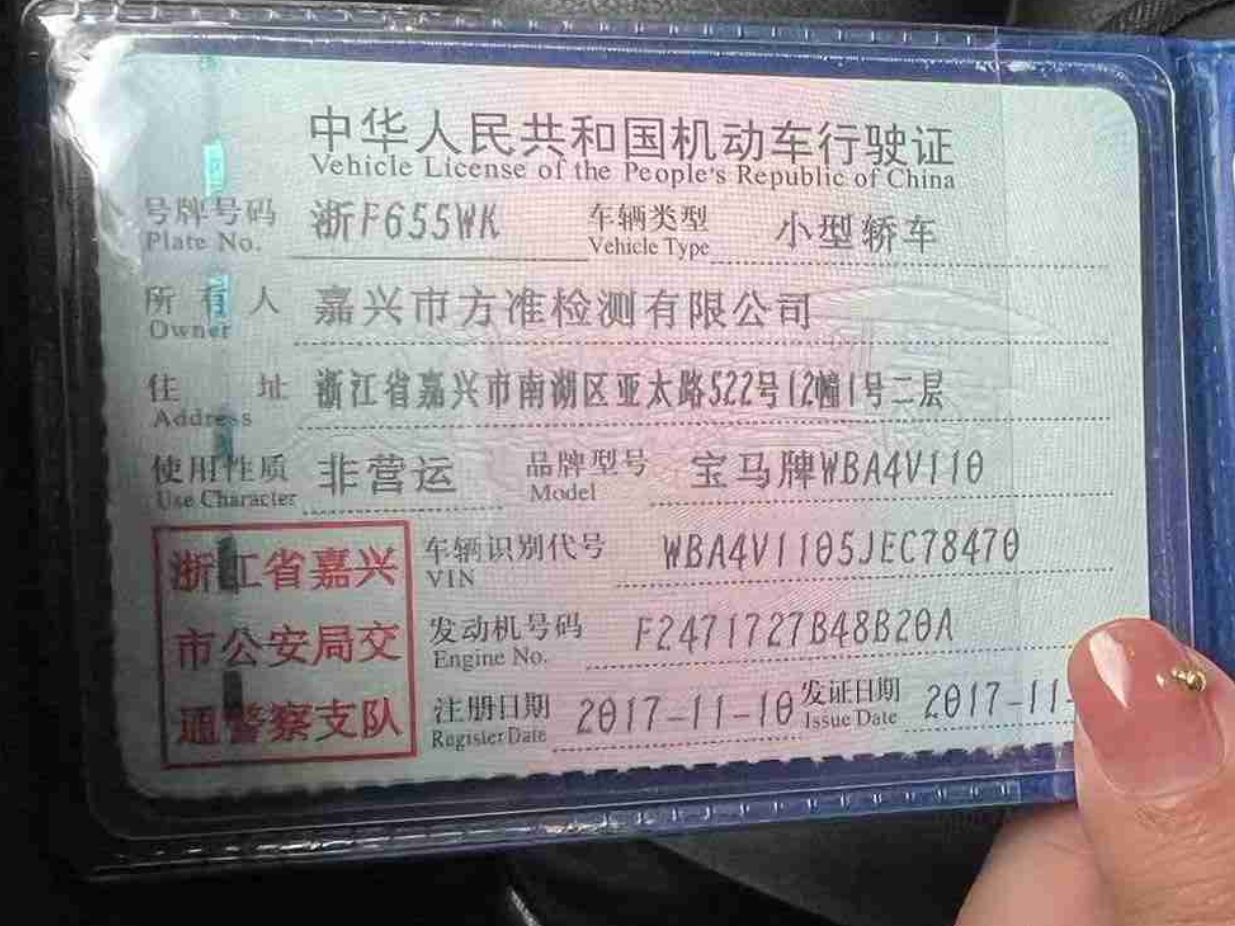 中华人民共和国机动车行驶证
Vehicle License of the People's Republic of China
号牌号码 浙F655WK 车辆类型 小型轿车
Plate No. Vehicle Type
所有人 嘉兴市方准检测有限公司
Owner
住址 浙江省嘉兴市南湖区亚太路522号12幢1号二层
Address
使用性质 非营运 品牌型号 宝马牌WBA4V110
Use Character Model
浙江省嘉兴 车辆识别代号 WBA4V1105JEC78470
VIN
市公安局交 发动机号码 F2471727B48B20A
Engine No.
通警察支队 注册日期 2017-11-10 发证日期 2017-11-
Register Date Issue Date